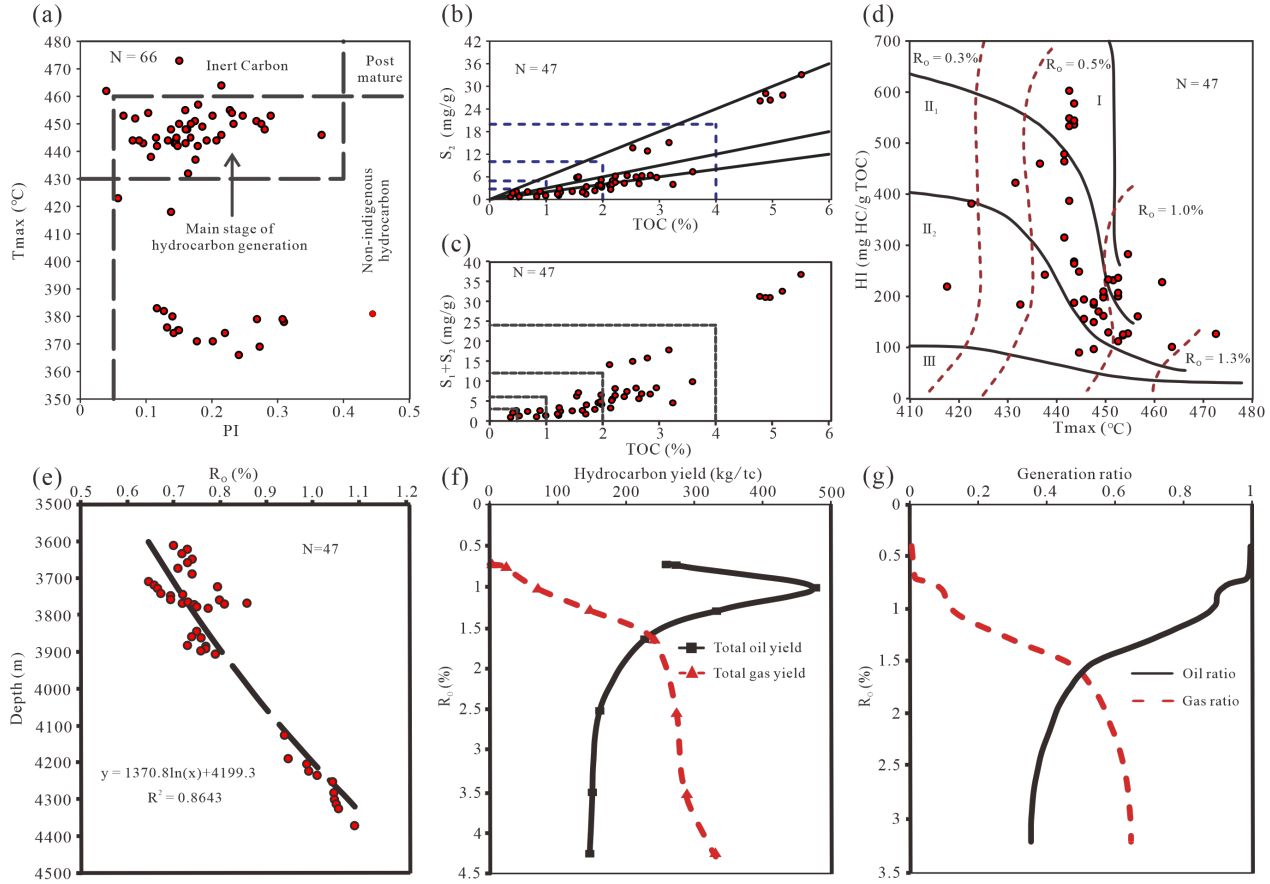 (a)
480
470
460
450
440
430
420
410
400
390
380
370
360
350
Tmax (℃)
N = 66
Inert Carbon
Post
mature
Main stage of
hydrocarbon generation
Non-indigenous
hydrocarbon
0
0.1
0.2
0.3
0.4
0.5
PI
(b)
42
36
30
24
18
12
6
0
S2 (mg/g)
N = 47
0
1
2
3
4
5
6
TOC (%)
(c)
40
35
30
25
20
15
10
5
0
S1+S2 (mg/g)
N = 47
0
1
2
3
4
5
6
TOC (%)
(d)
700
600
500
400
300
200
100
0
HI (mg HC/g TOC)
Ro = 0.3%
Ro = 0.5%
I
N = 47
II1
Ro = 1.0%
II2
III
Ro = 1.3%
410
420
430
440
450
460
470
480
Tmax (℃)
(e)
Ro (%)
0.5
0.6
0.7
0.8
0.9
1.0
1.1
1.2
3500
3600
3700
3800
3900
4000
4100
4200
4300
4400
4500
Depth (m)
N=47
y = 1370.8ln(x)+4199.3
R2 = 0.8643
(f)
Hydrocarbon yield (kg/tc)
0
100
200
300
400
500
0
0.5
1
1.5
2
2.5
3
3.5
4
4.5
Ro (%)
Total oil yield
Total gas yield
(g)
Generation ratio
0
0.2
0.4
0.6
0.8
1
0
0.5
1
1.5
2
2.5
3
3.5
Ro (%)
Oil ratio
Gas ratio